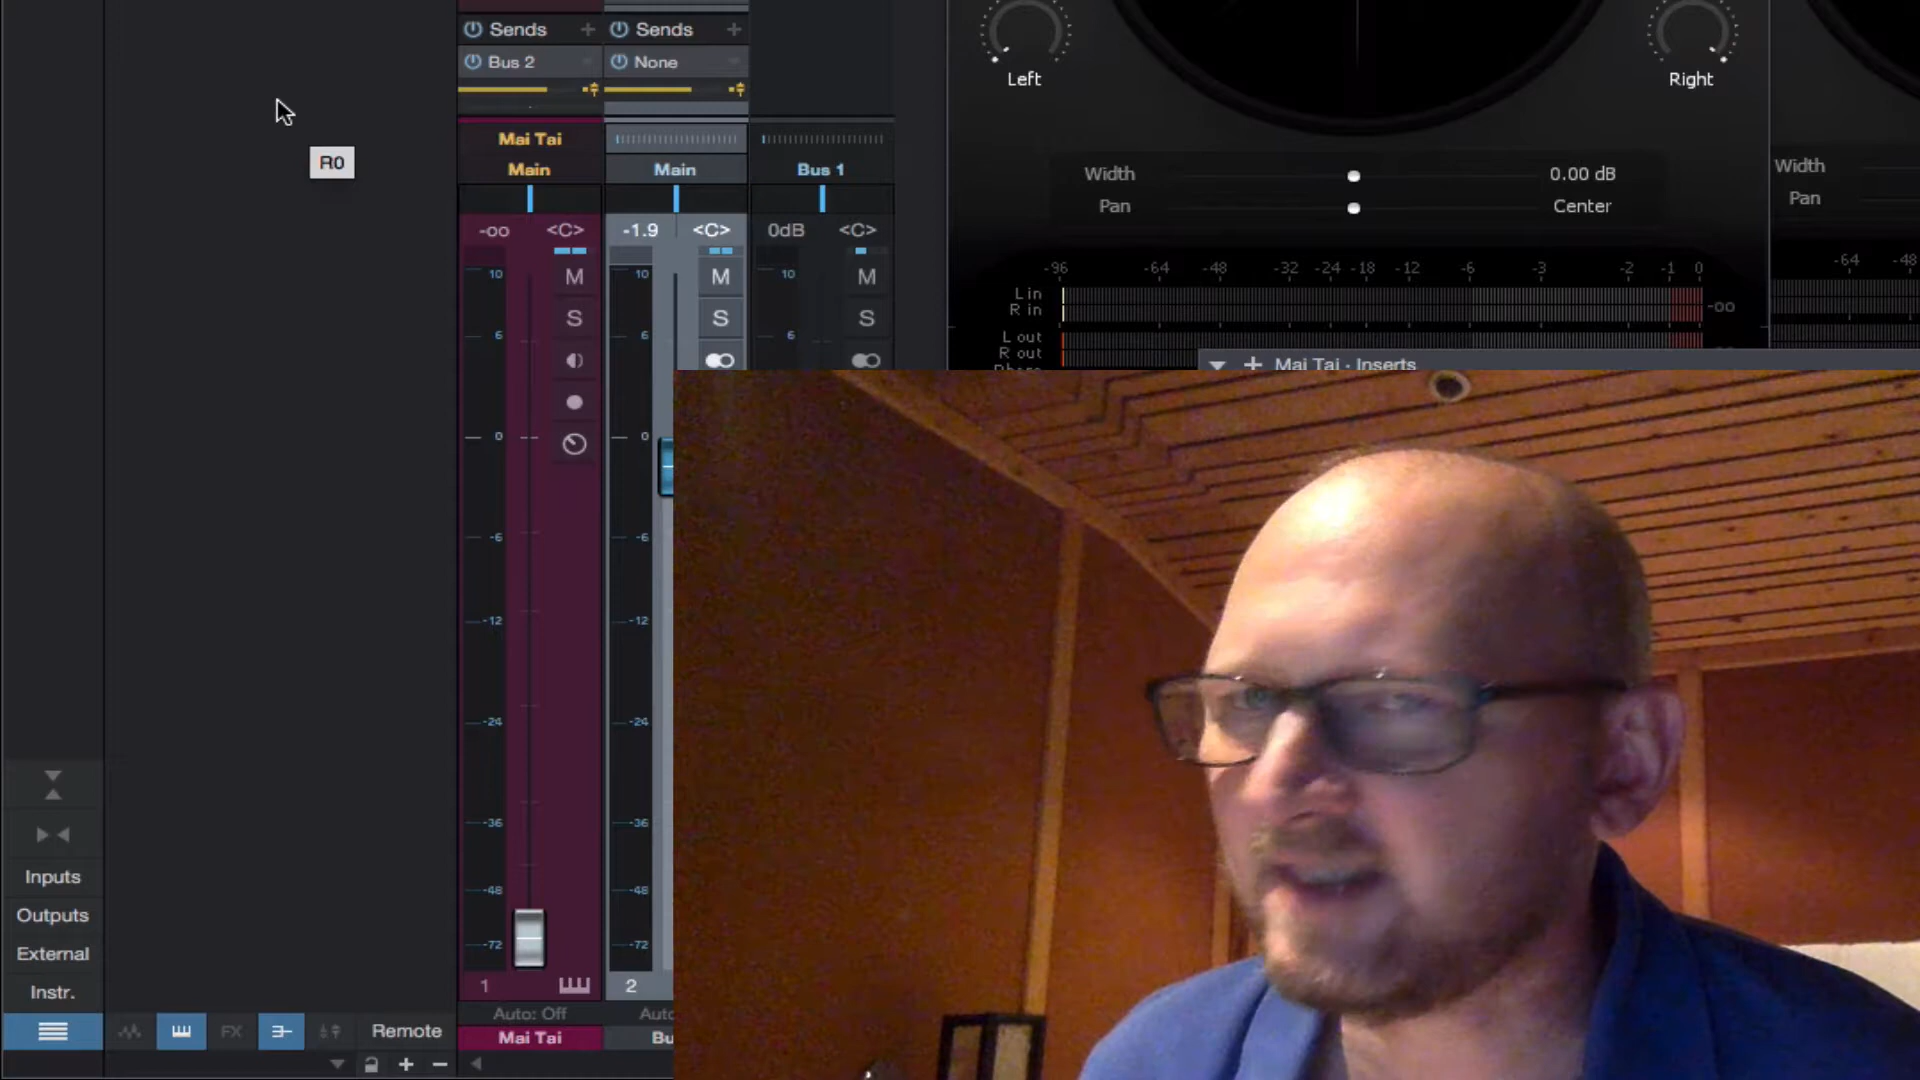 Sends + Sends +
Bus 2 None
Left Right
R0
Mai Tai
Main Main Bus 1
Width 0.00 dB Width
Pan Center Pan
-oo <C> -1.9 <C> 0dB <C>
-96 -64 -48 -32 -24 -18 -12 -6 -3 -2 -1 0 -64 -48
10 M 10 M 10 M
L in
R in -oo
S S S
6 6 6
L out
R out
Mai Tai - Inserts
0 0
-6 -6
-12 -12
-24 -24
-36 -36
-48 -48
-72 -72
Inputs
Outputs
External
Instr.
1 2
Auto: Off
FX Remote Mai Tai
+ −